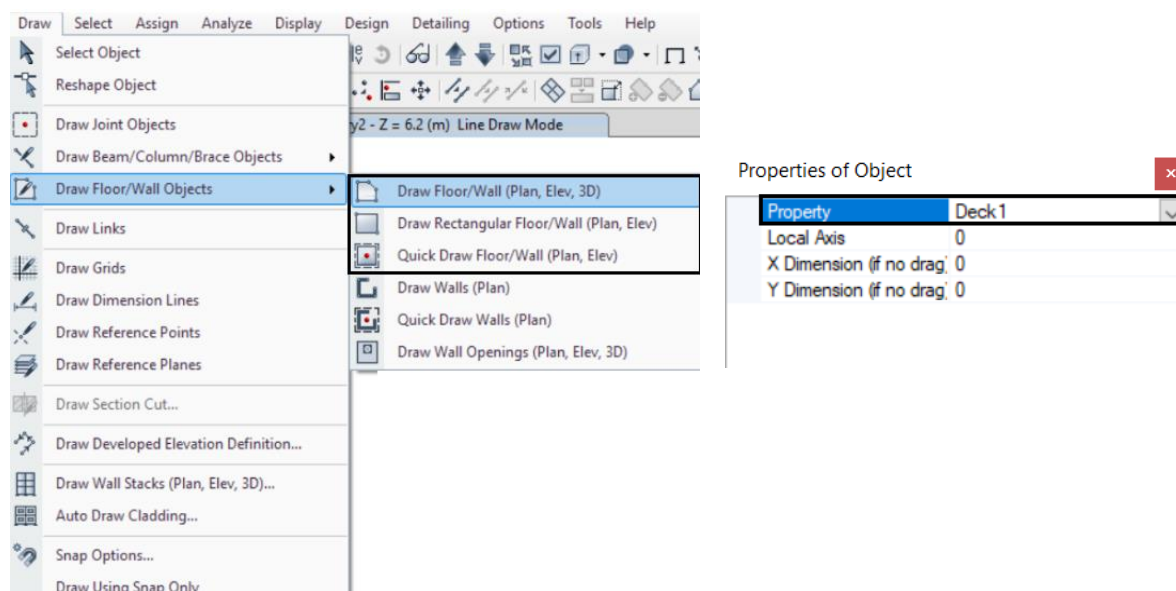 Draw Select Assign Analyze Display Design Detailing Options Tools Help
Select Object
Reshape Object
Draw Joint Objects
y2 - Z = 6.2 (m) Line Draw Mode
Draw Beam/Column/Brace Objects
Draw Floor/Wall Objects
Draw Floor/Wall (Plan, Elev, 3D)
Draw Rectangular Floor/Wall (Plan, Elev)
Quick Draw Floor/Wall (Plan, Elev)
Draw Walls (Plan)
Quick Draw Walls (Plan)
Draw Wall Openings (Plan, Elev, 3D)
Draw Links
Draw Grids
Draw Dimension Lines
Draw Reference Points
Draw Reference Planes
Draw Section Cut...
Draw Developed Elevation Definition...
Draw Wall Stacks (Plan, Elev, 3D)...
Auto Draw Cladding...
Snap Options...
Draw Using Snap Only
Properties of Object
Property Deck1
Local Axis 0
X Dimension (if no drag) 0
Y Dimension (if no drag) 0